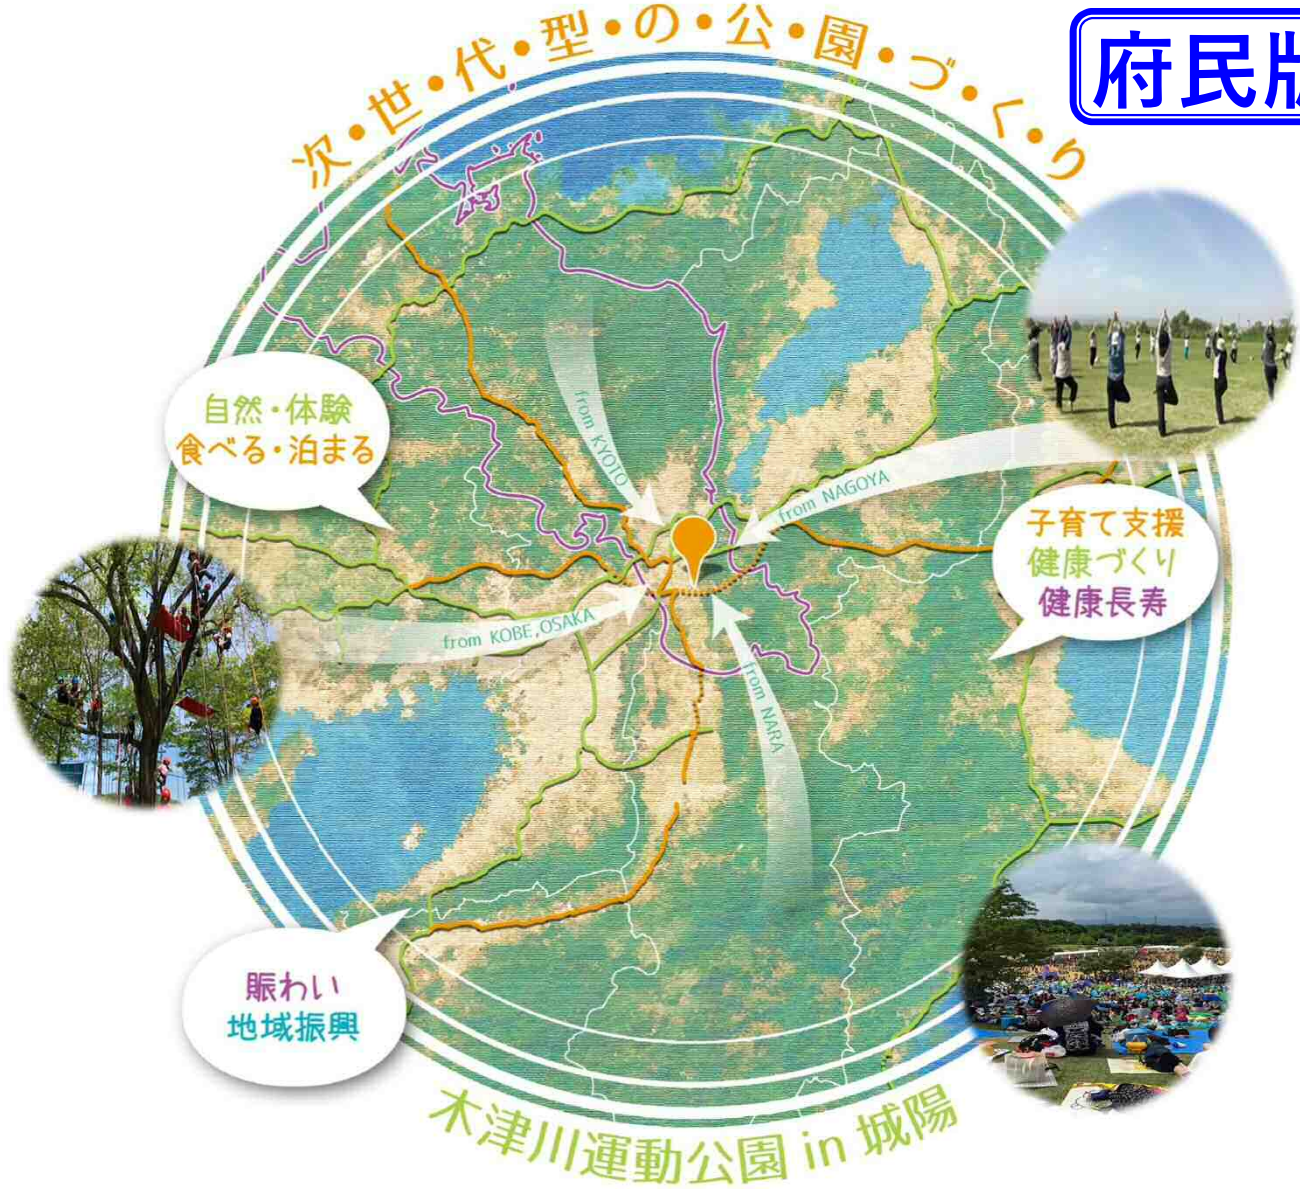 次・世・代・型・の・公・園・づ・く・り
府民版
自然・体験
食べる・泊まる
from KYOTO
from NAGOYA
子育て支援
健康づくり
健康長寿
from KOBE,OSAKA
from NARA
賑わい
地域振興
木津川運動公園 in 城陽